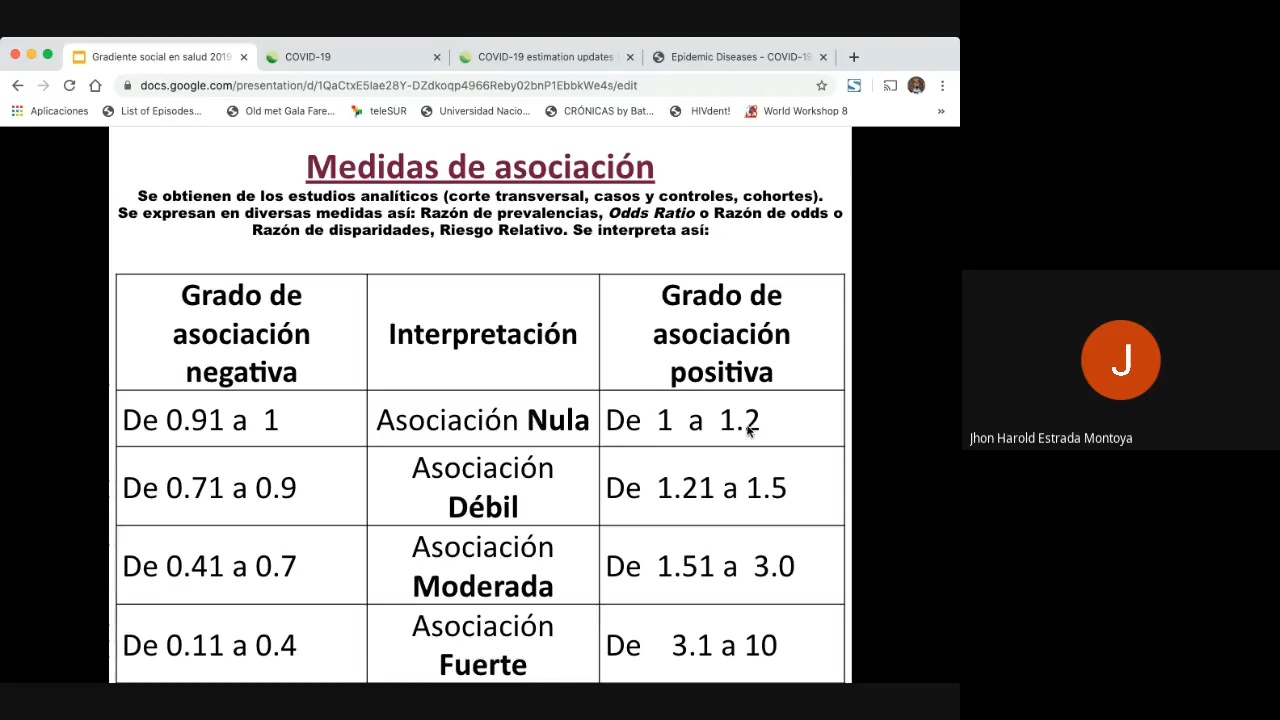 Gradiente social en salud 2019
COVID-19
COVID-19 estimation updates
Epidemic Diseases - COVID-19
docs.google.com/presentation/d/1QaCtxE5lae28Y-DZdkoqp4966Reby02bnP1EbbkWe4s/edit
Aplicaciones
List of Episodes...
Old met Gala Fare...
teleSUR
Universidad Nacio...
CRÓNICAS by Bat...
HIVdent!
World Workshop 8
»
Medidas de asociación
Se obtienen de los estudios analíticos (corte transversal, casos y controles, cohortes).
Se expresan en diversas medidas así: Razón de prevalencias, Odds Ratio o Razón de odds o
Razón de disparidades, Riesgo Relativo. Se interpreta así:
Grado de
asociación
negativa
Interpretación
Grado de
asociación
positiva
De 0.91 a 1
Asociación Nula
De 1 a 1.2
De 0.71 a 0.9
Asociación
Débil
De 1.21 a 1.5
De 0.41 a 0.7
Asociación
Moderada
De 1.51 a 3.0
De 0.11 a 0.4
Asociación
Fuerte
De 3.1 a 10
J
Jhon Harold Estrada Montoya